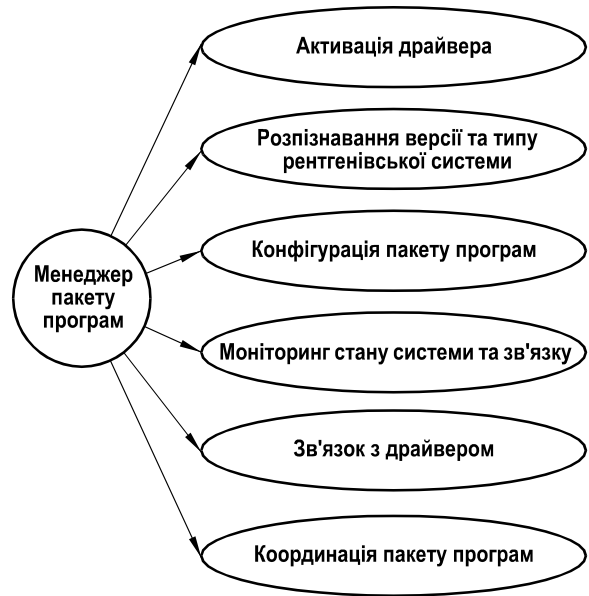 Активація драйвера
Розпізнавання версії та типу
рентгенівської системи
Конфігурація пакету програм
Менеджер
пакету
програм
Моніторинг стану системи та зв'язку
Зв'язок з драйвером
Координація пакету програм